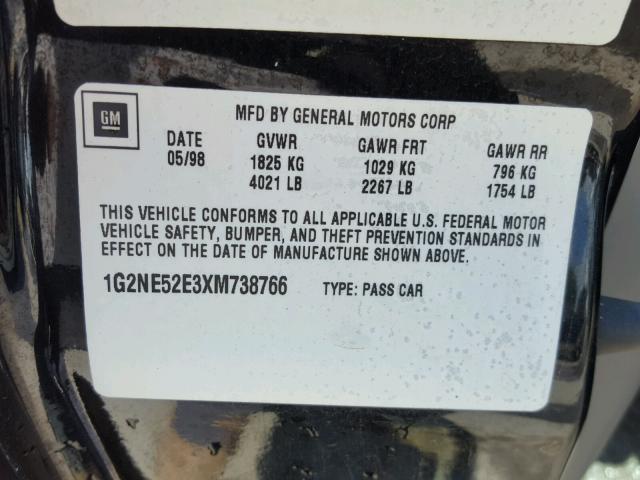 GM
MFD BY GENERAL MOTORS CORP
DATE GVWR GAWR FRT GAWR RR
05/98 1825 KG 1029 KG 796 KG
4021 LB 2267 LB 1754 LB
THIS VEHICLE CONFORMS TO ALL APPLICABLE U.S. FEDERAL MOTOR
VEHICLE SAFETY, BUMPER, AND THEFT PREVENTION STANDARDS IN
EFFECT ON THE DATE OF MANUFACTURE SHOWN ABOVE.
1G2NE52E3XM738766 TYPE: PASS CAR